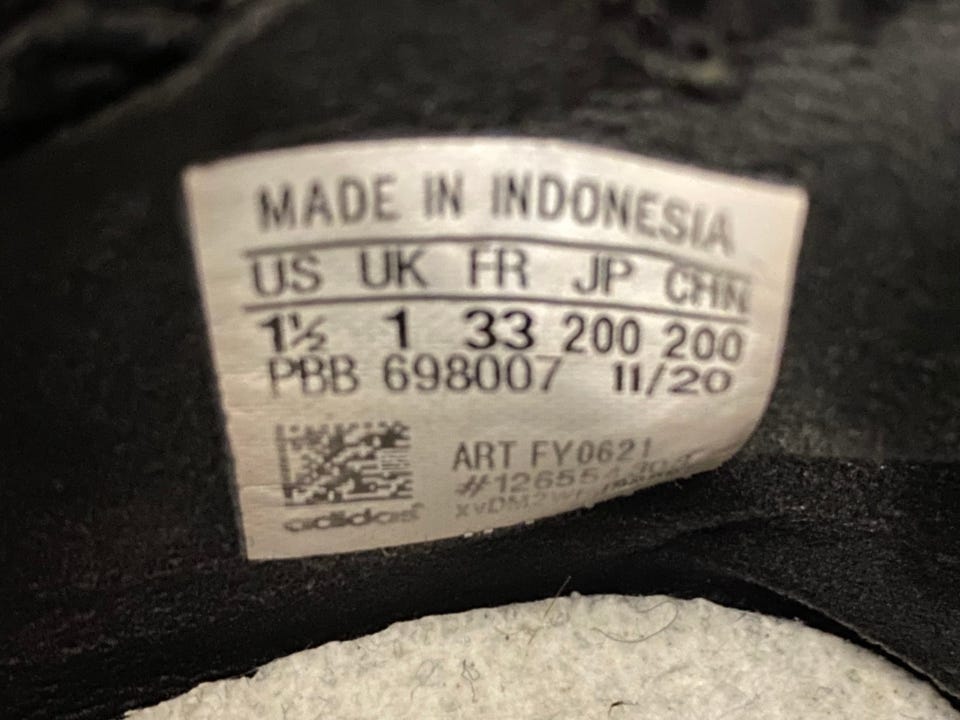 MADE IN INDONESIA
US UK FR JP CHN
1½ 1 33 200 200
PBB 698007 11/20
ART FY0621
adidas